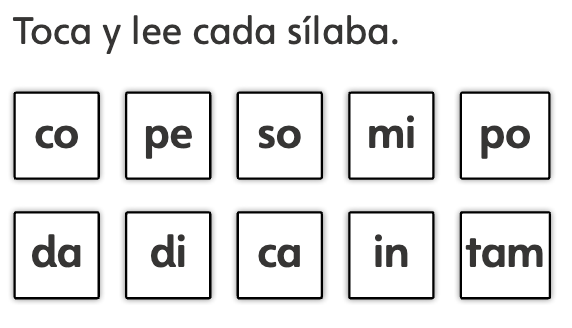 Toca y lee cada sílaba.
co pe so mi po
da di ca in tam